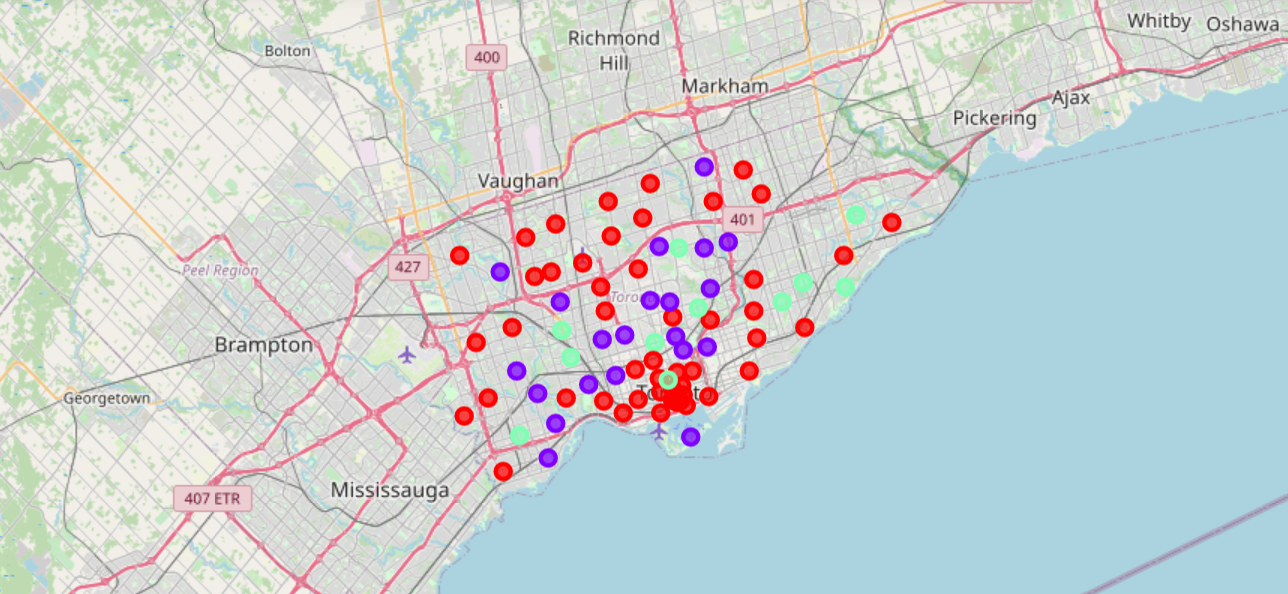 Whitby
Oshawa
Richmond
Hill
Bolton
400
Markham
Ajax
Pickering
Vaughan
401
427
Peel Region
Brampton
Georgetown
Mississauga
407 ETR